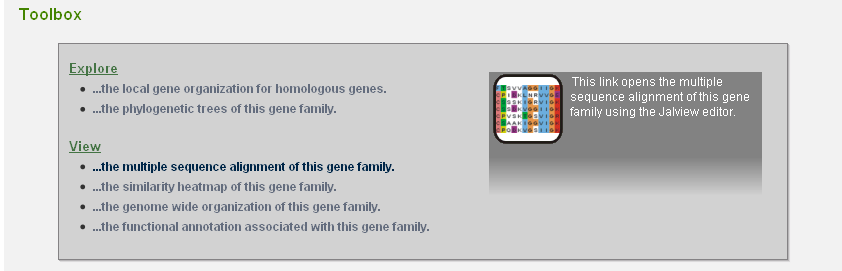 Toolbox
Explore
...the local gene organization for homologous genes.
...the phylogenetic trees of this gene family.
View
...the multiple sequence alignment of this gene family.
...the similarity heatmap of this gene family.
...the genome wide organization of this gene family.
...the functional annotation associated with this gene family.
This link opens the multiple
sequence alignment of this gene
family using the Jalview editor.